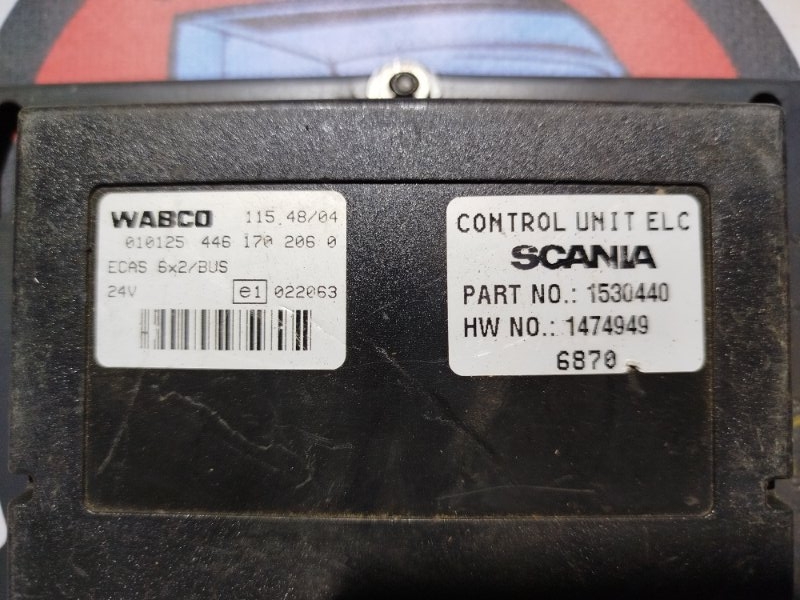 WABCO 115.48/04
010125 446 170 206 0
ECAS 6x2/BUS
24V e1 022063
CONTROL UNIT ELC
SCANIA
PART NO.: 1530440
HW NO.: 1474949
6870